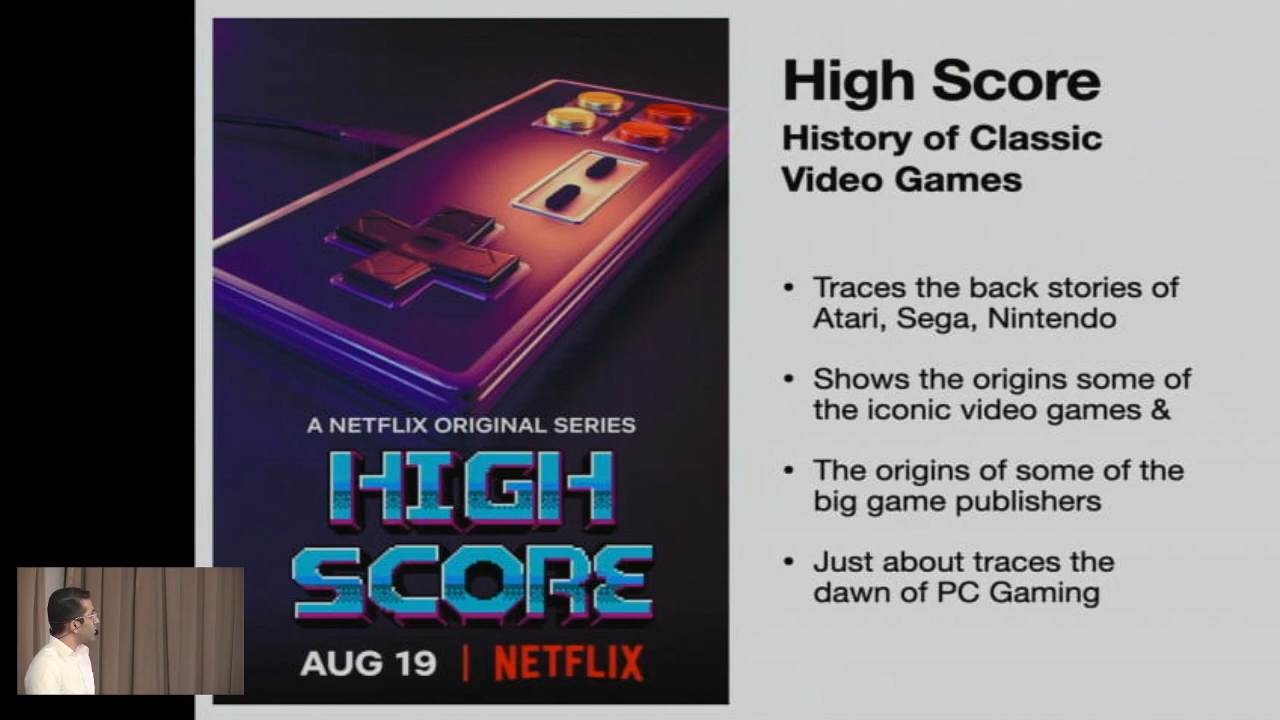 High Score
History of Classic
Video Games
• Traces the back stories of
Atari, Sega, Nintendo
• Shows the origins some of
the iconic video games &
• The origins of some of the
big game publishers
• Just about traces the
dawn of PC Gaming
A NETFLIX ORIGINAL SERIES
HIGH
SCORE
AUG 19 | NETFLIX